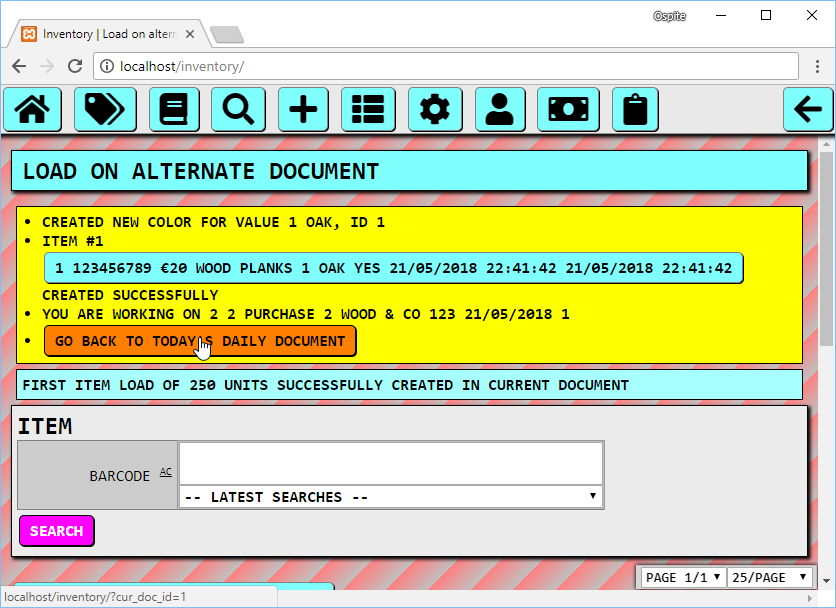 Ospite
Inventory | Load on altern
localhost/inventory/
LOAD ON ALTERNATE DOCUMENT
CREATED NEW COLOR FOR VALUE 1 OAK, ID 1
ITEM #1
1 123456789 €20 WOOD PLANKS 1 OAK YES 21/05/2018 22:41:42 21/05/2018 22:41:42
CREATED SUCCESSFULLY
YOU ARE WORKING ON 2 2 PURCHASE 2 WOOD & CO 123 21/05/2018 1
GO BACK TO TODAY'S DAILY DOCUMENT
FIRST ITEM LOAD OF 250 UNITS SUCCESSFULLY CREATED IN CURRENT DOCUMENT
ITEM
BARCODE AC
-- LATEST SEARCHES --
SEARCH
PAGE 1/1 25/PAGE
localhost/inventory/?cur_doc_id=1